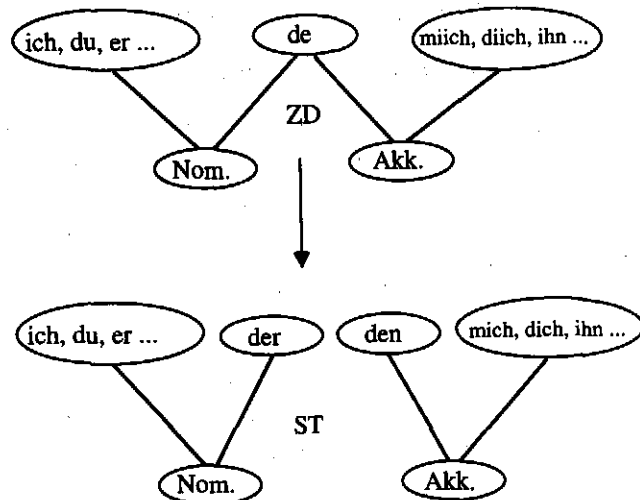 ich, du, er ...
de
miich, diich, ihn ...
ZD
Nom.
Akk.
ich, du, er ...
der
den
mich, dich, ihn ...
ST
Nom.
Akk.